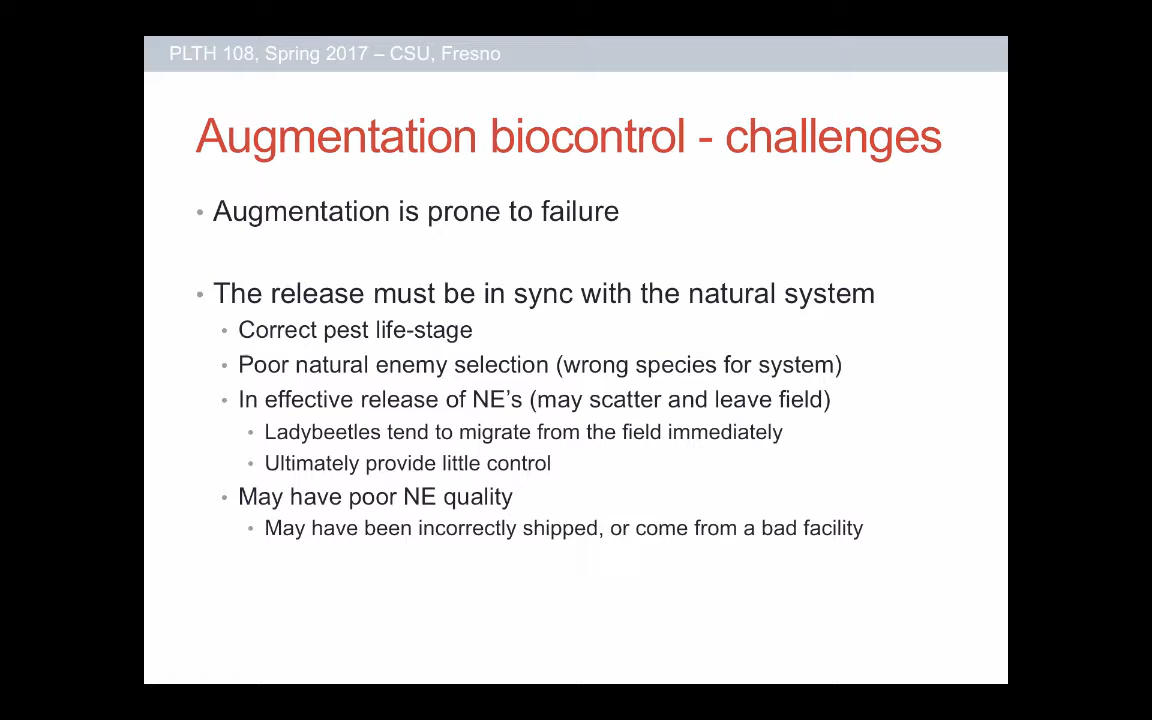 PLTH 108, Spring 2017 – CSU, Fresno
Augmentation biocontrol - challenges
• Augmentation is prone to failure
• The release must be in sync with the natural system
• Correct pest life-stage
• Poor natural enemy selection (wrong species for system)
• In effective release of NE's (may scatter and leave field)
• Ladybeetles tend to migrate from the field immediately
• Ultimately provide little control
• May have poor NE quality
• May have been incorrectly shipped, or come from a bad facility